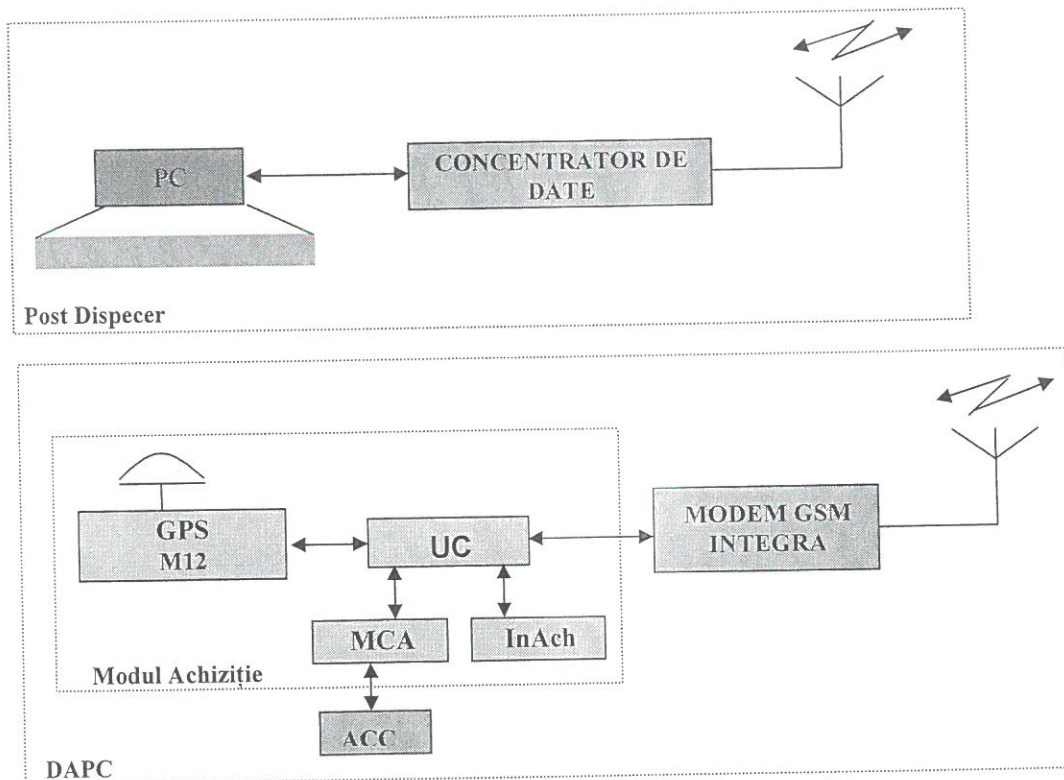 PC
CONCENTRATOR DE
DATE
Post Dispecer
GPS
M12
UC
MODEM GSM
INTEGRA
MCA
InAch
Modul Achiziție
ACC
DAPC